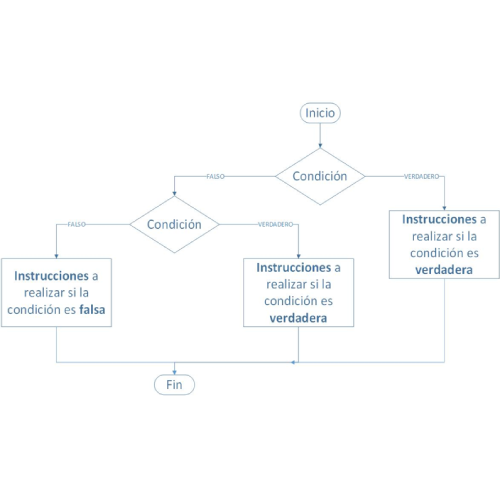 Inicio
Condición
FALSO
VERDADERO
Condición
FALSO
VERDADERO
Instrucciones a
realizar si la
condición es
verdadera
Instrucciones a
realizar si la
condición es falsa
Instrucciones a
realizar si la
condición es
verdadera
Fin